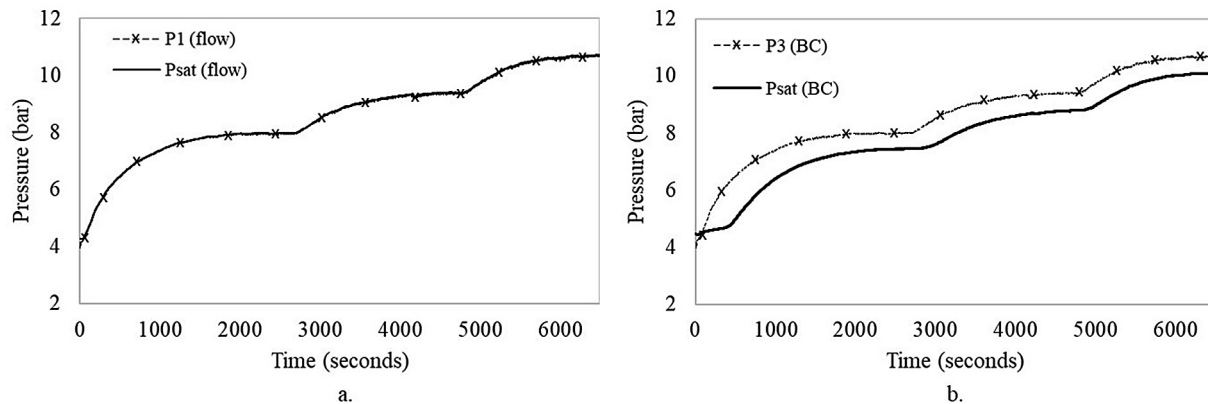 12
10
8
6
4
2
Pressure (bar)
P1 (flow)
Psat (flow)
0 1000 2000 3000 4000 5000 6000
Time (seconds)
a.
12
10
8
6
4
2
Pressure (bar)
P3 (BC)
Psat (BC)
0 1000 2000 3000 4000 5000 6000
Time (seconds)
b.